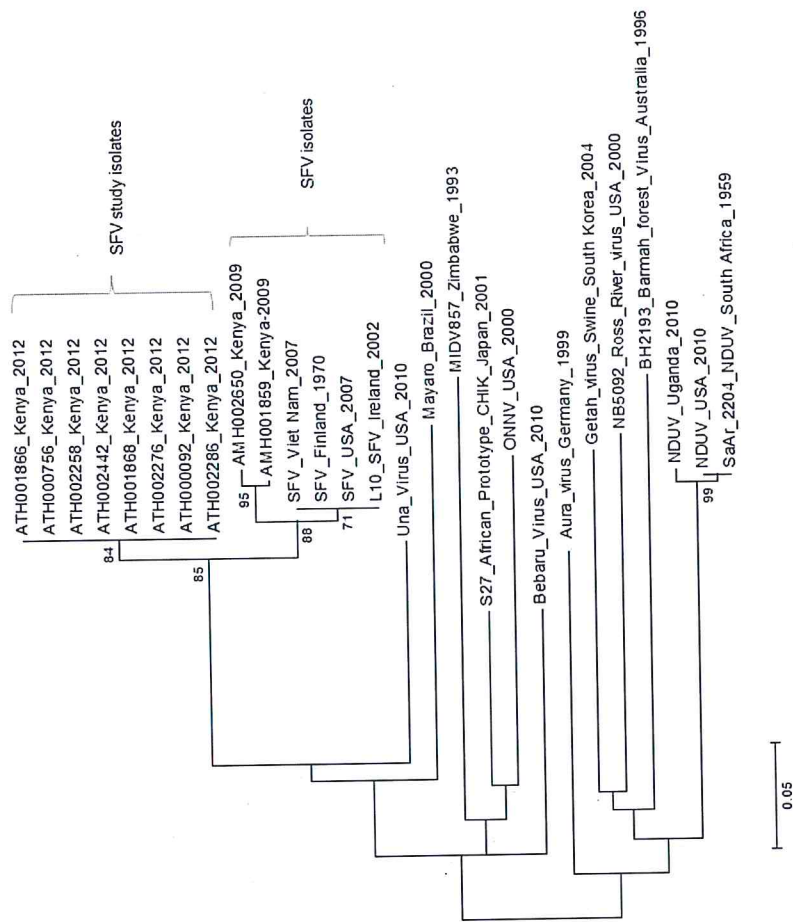 ATH001866_Kenya_2012
ATH000756_Kenya_2012
ATH002258_Kenya_2012
ATH002442_Kenya_2012
ATH001868_Kenya_2012
ATH002276_Kenya_2012
ATH000092_Kenya_2012
ATH002286_Kenya_2012
SFV study isolates
84
85
AMH002650_Kenya_2009
AMH001859_Kenya-2009
95
SFV_Viet Nam_2007
SFV_Finland_1970
SFV_USA_2007
L10_SFV_Ireland_2002
SFV isolates
88
71
Una_Virus_USA_2010
Mayaro_Brazil_2000
MIDV857_Zimbabwe_1993
S27_African_Prototype_CHIK_Japan_2001
ONNV_USA_2000
Bebaru_Virus_USA_2010
Aura_virus_Germany_1999
Getah_virus_Swine_South Korea_2004
NB5092_Ross_River_virus_USA_2000
BH2193_Barmah_forest_Virus_Australia_1996
NDUV_Uganda_2010
NDUV_USA_2010
SaAr_2204_NDUV_South Africa_1959
99
0.05